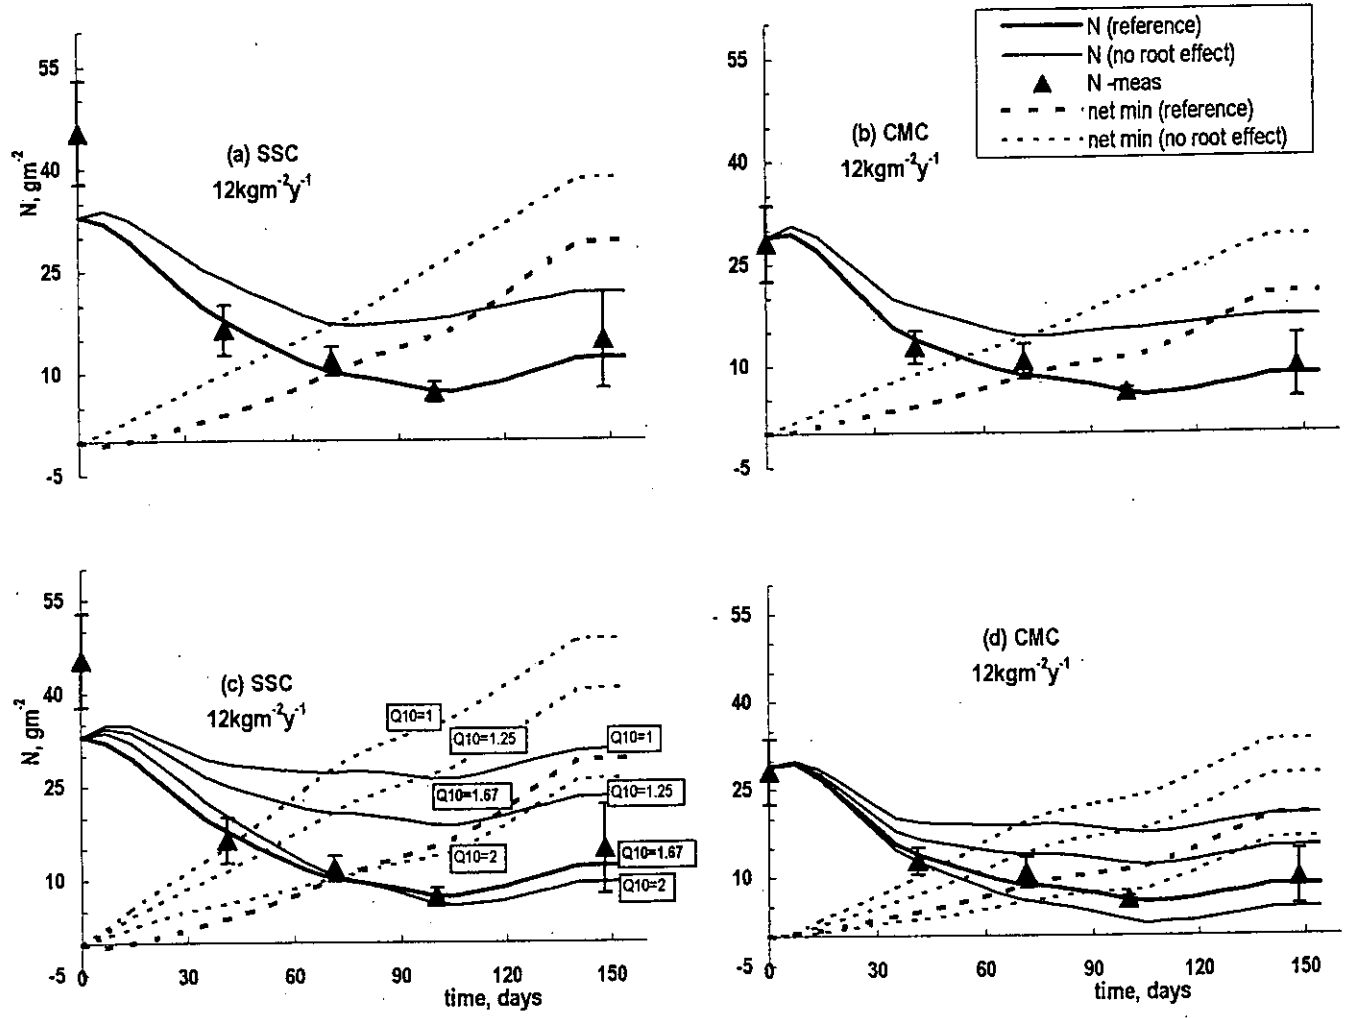 55
40
25
10
-5
N, gm-2
(a) SSC
12kgm-2y-1
55
40
25
10
-5
(b) CMC
12kgm-2y-1
N (reference)
N (no root effect)
N -meas
net min (reference)
net min (no root effect)
55
40
25
10
-5
N, gm-2
(c) SSC
12kgm-2y-1
Q10=1
Q10=1.25
Q10=1
Q10=1.67
Q10=1.25
Q10=2
Q10=1.67
Q10=2
0 30 60 90 120 150
time, days
55
40
25
10
-5
(d) CMC
12kgm-2y-1
0 30 60 90 120 150
time, days